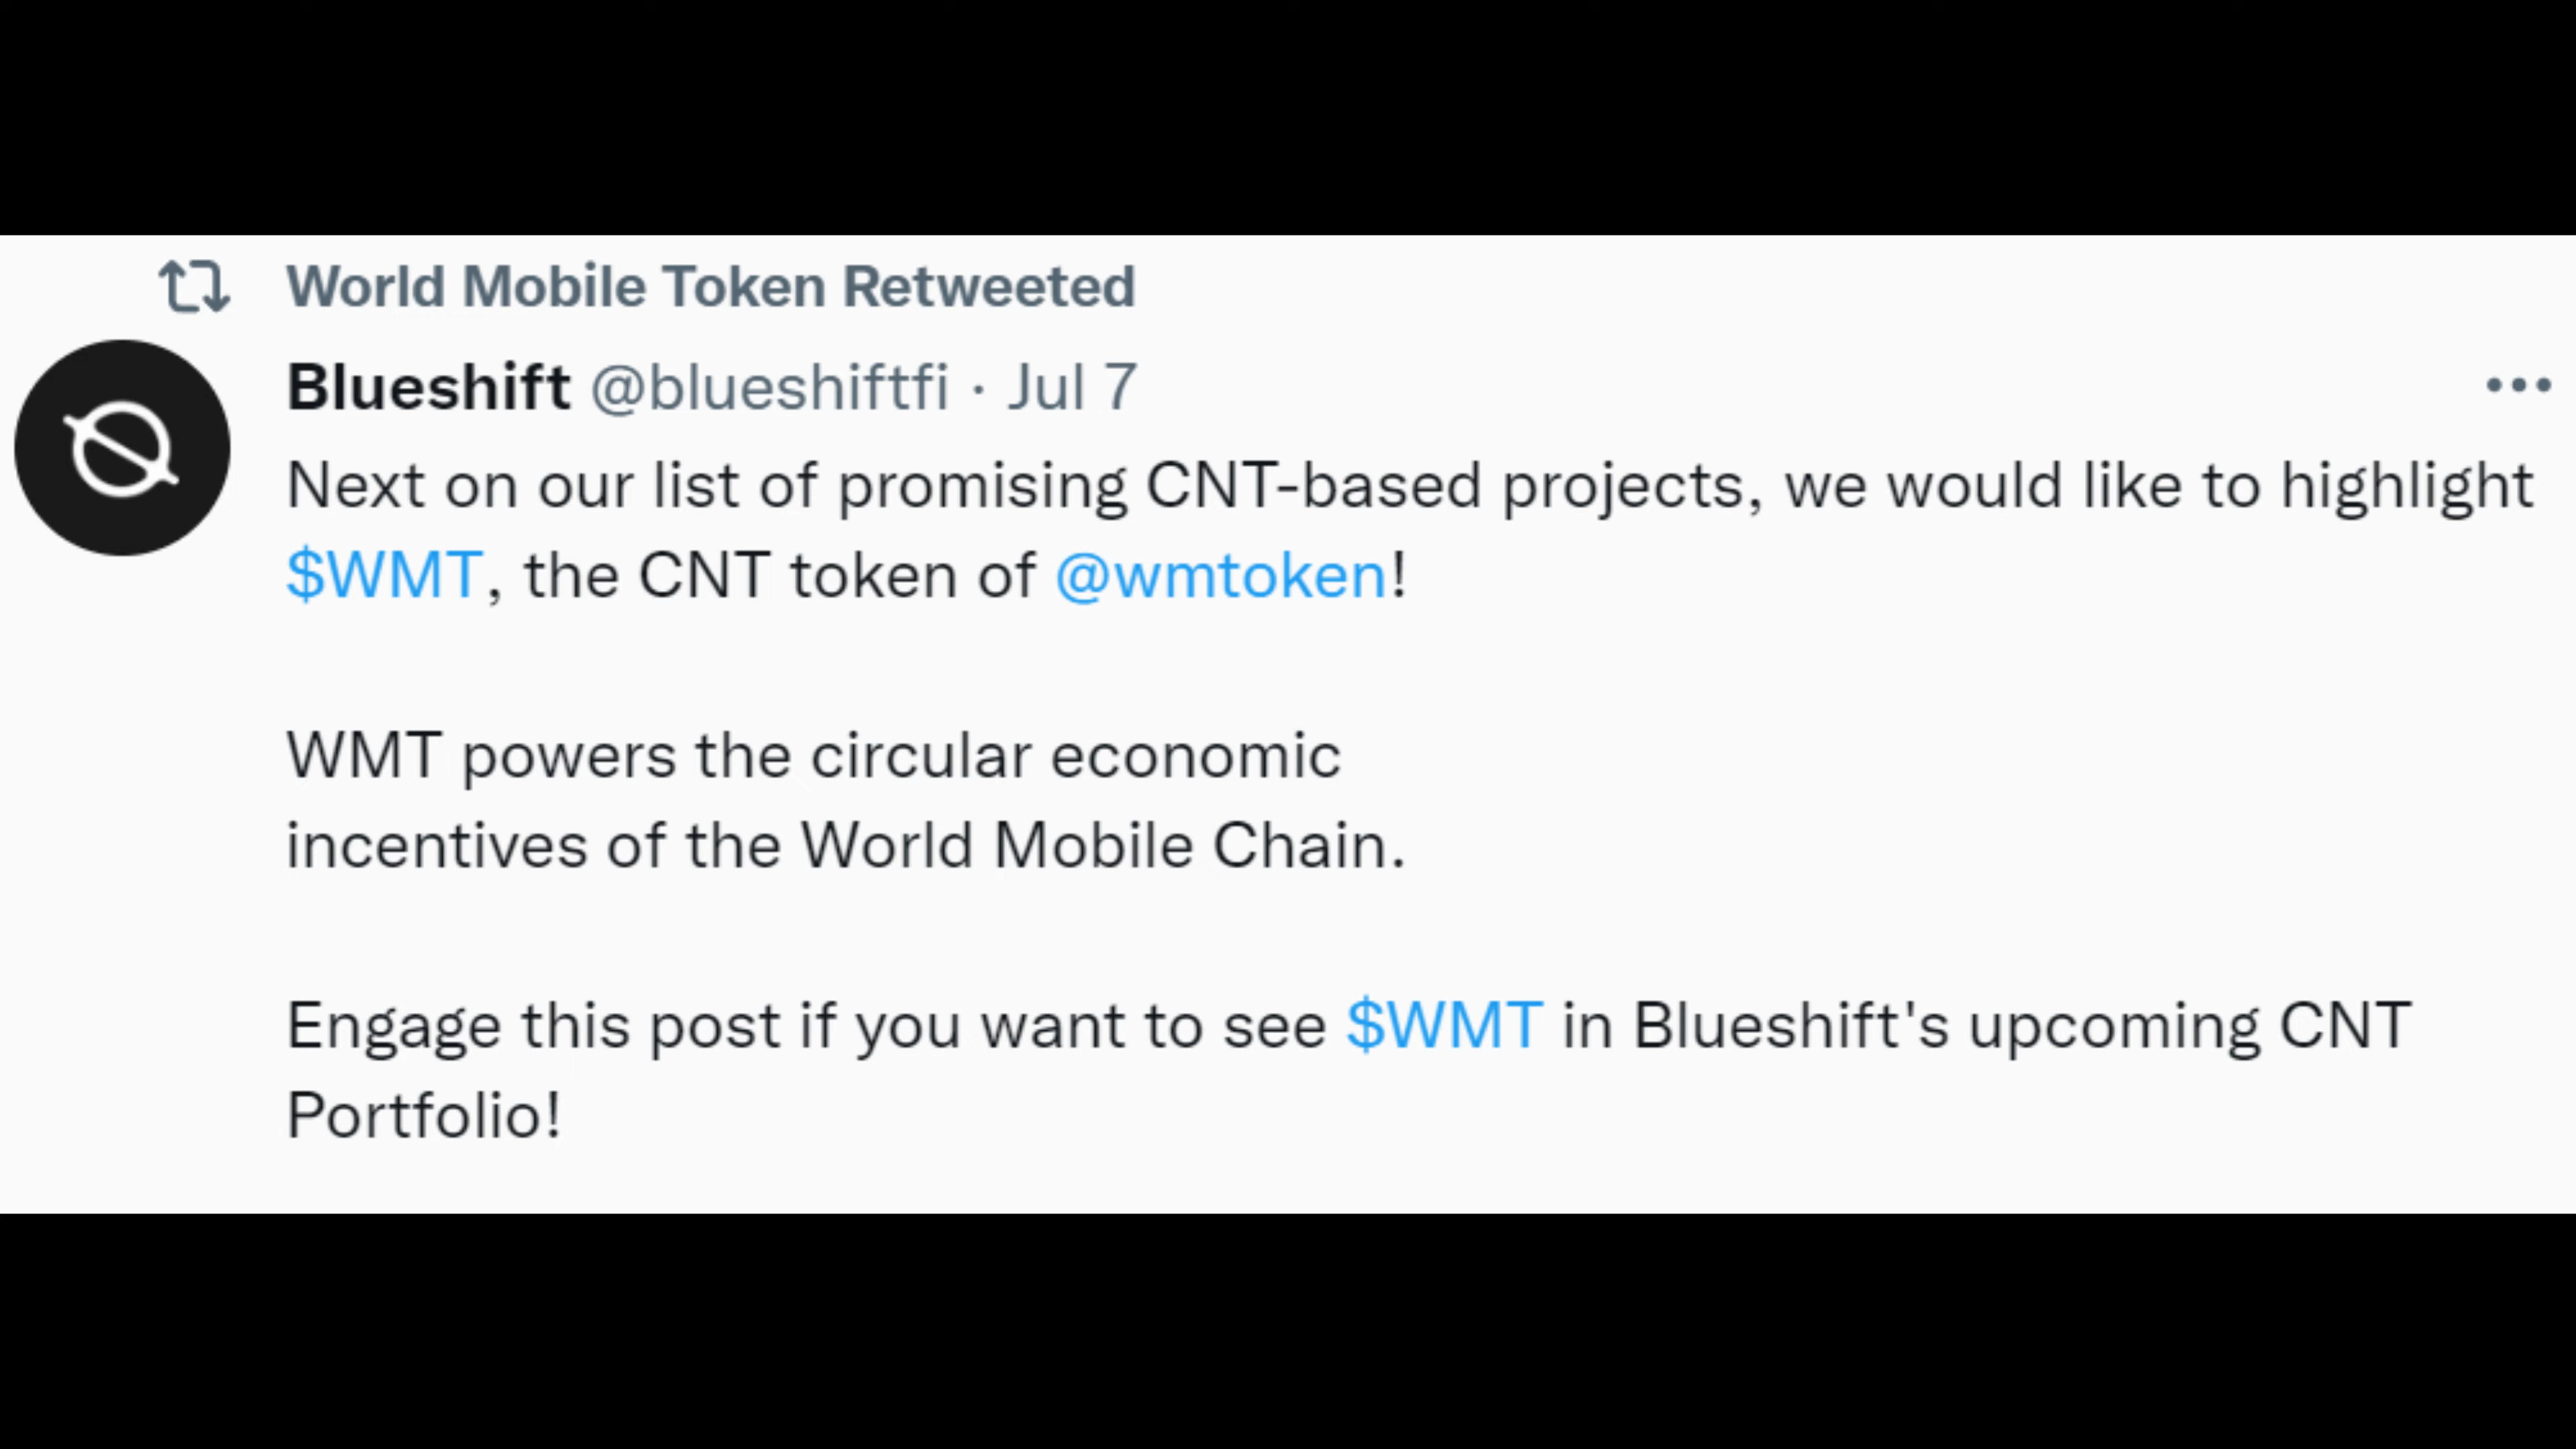 World Mobile Token Retweeted
Blueshift @blueshiftfi · Jul 7
Next on our list of promising CNT-based projects, we would like to highlight
$WMT, the CNT token of @wmtoken!
WMT powers the circular economic
incentives of the World Mobile Chain.
Engage this post if you want to see $WMT in Blueshift's upcoming CNT
Portfolio!